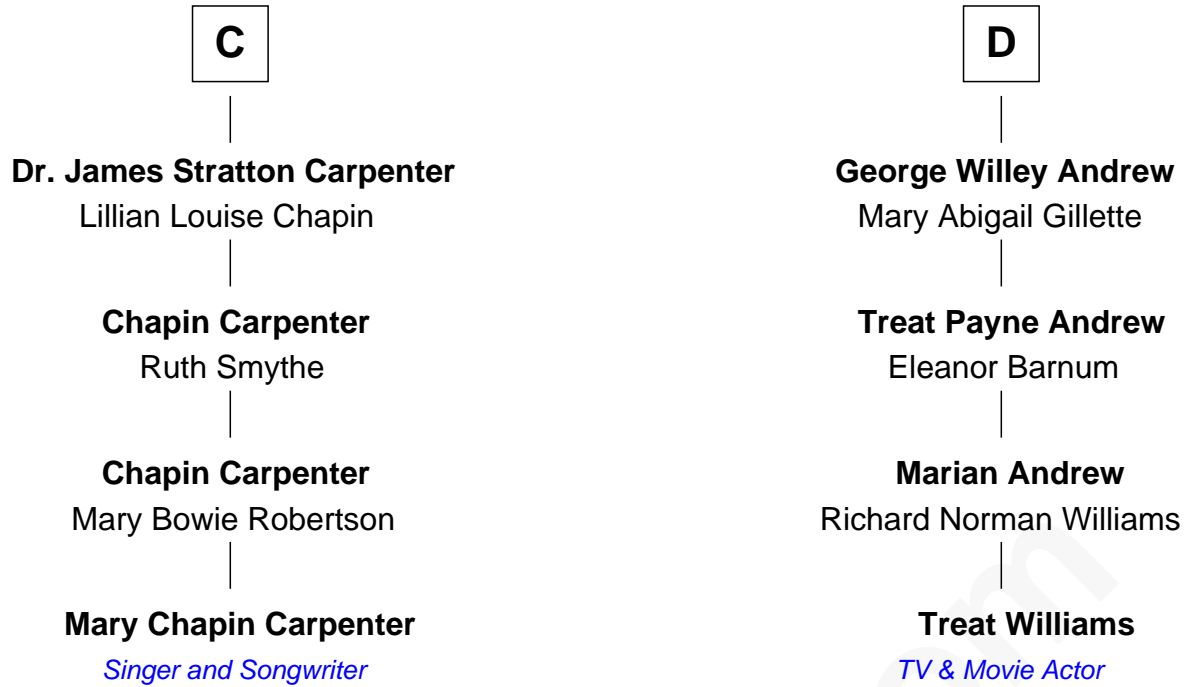 C
Dr. James Stratton Carpenter
Lillian Louise Chapin
Chapin Carpenter
Ruth Smythe
Chapin Carpenter
Mary Bowie Robertson
Mary Chapin Carpenter
Singer and Songwriter
D
George Willey Andrew
Mary Abigail Gillette
Treat Payne Andrew
Eleanor Barnum
Marian Andrew
Richard Norman Williams
Treat Williams
TV & Movie Actor